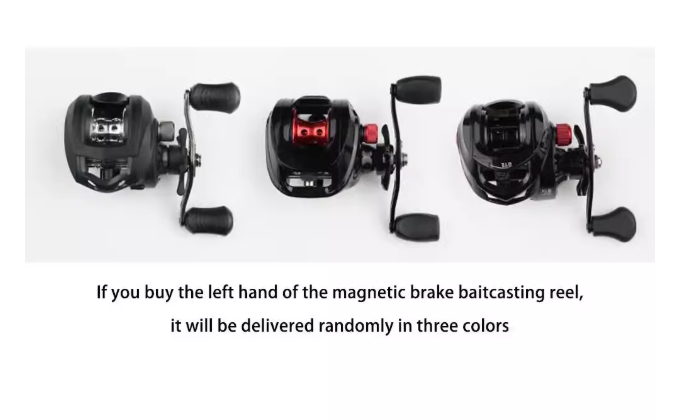 If you buy the left hand of the magnetic brake baitcasting reel,
it will be delivered randomly in three colors